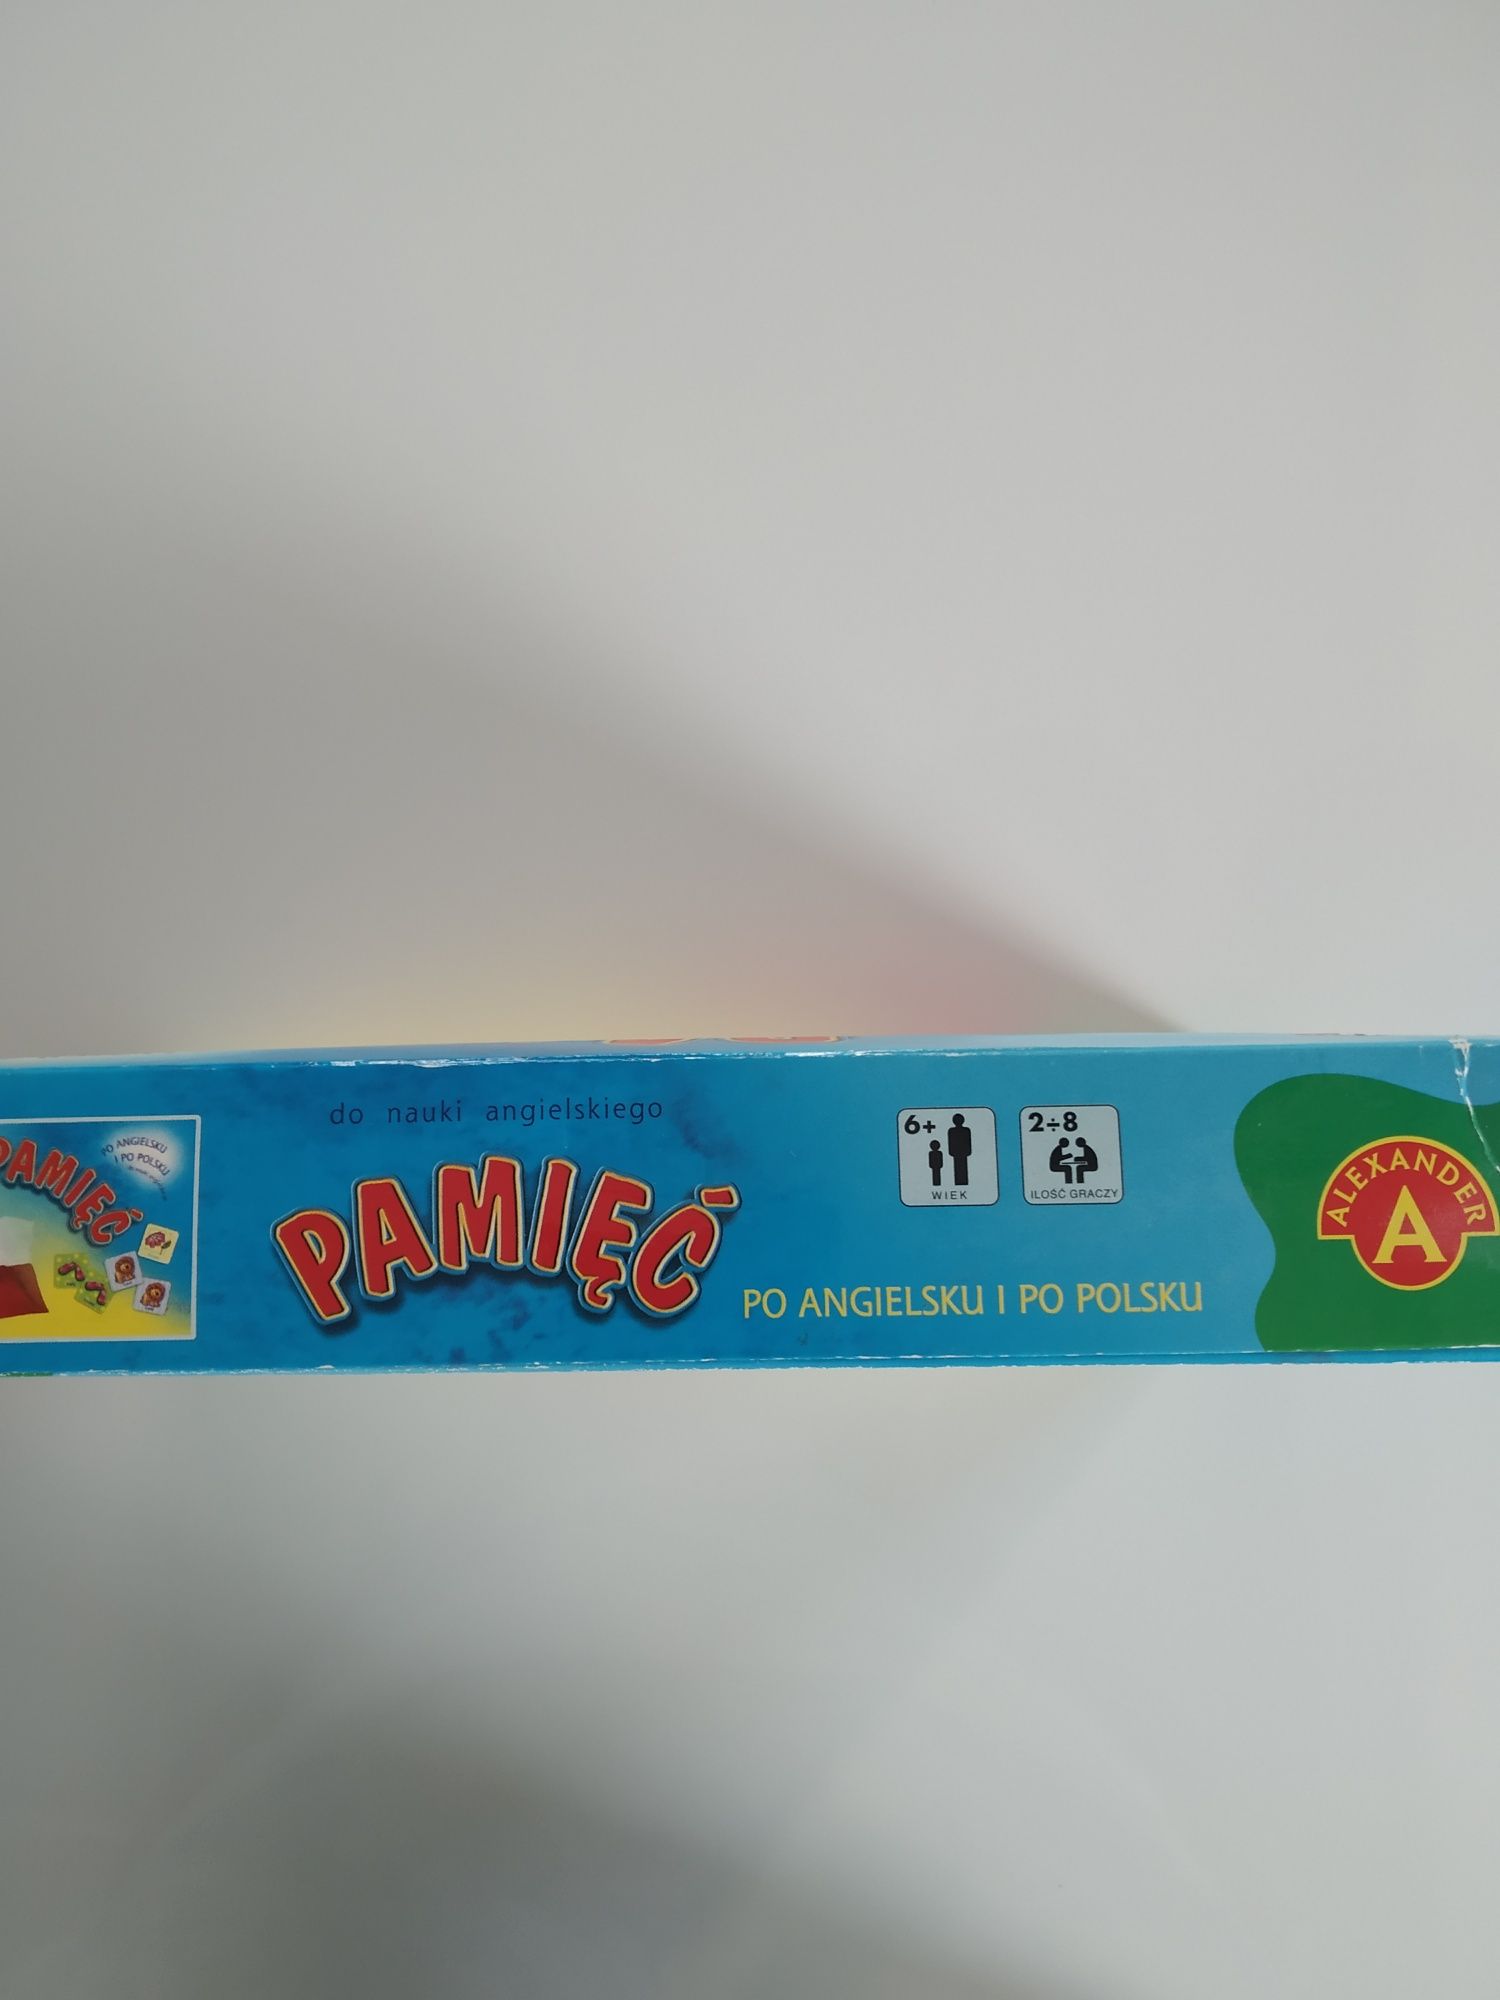 do nauki angielskiego
PAMIĘĆ
PO ANGIELSKU I PO POLSKU
6+
WIEK
2÷8
ILOŚĆ GRACZY
ALEXANDER
A
PAMIĘĆ
PO ANGIELSKU
I PO POLSKU